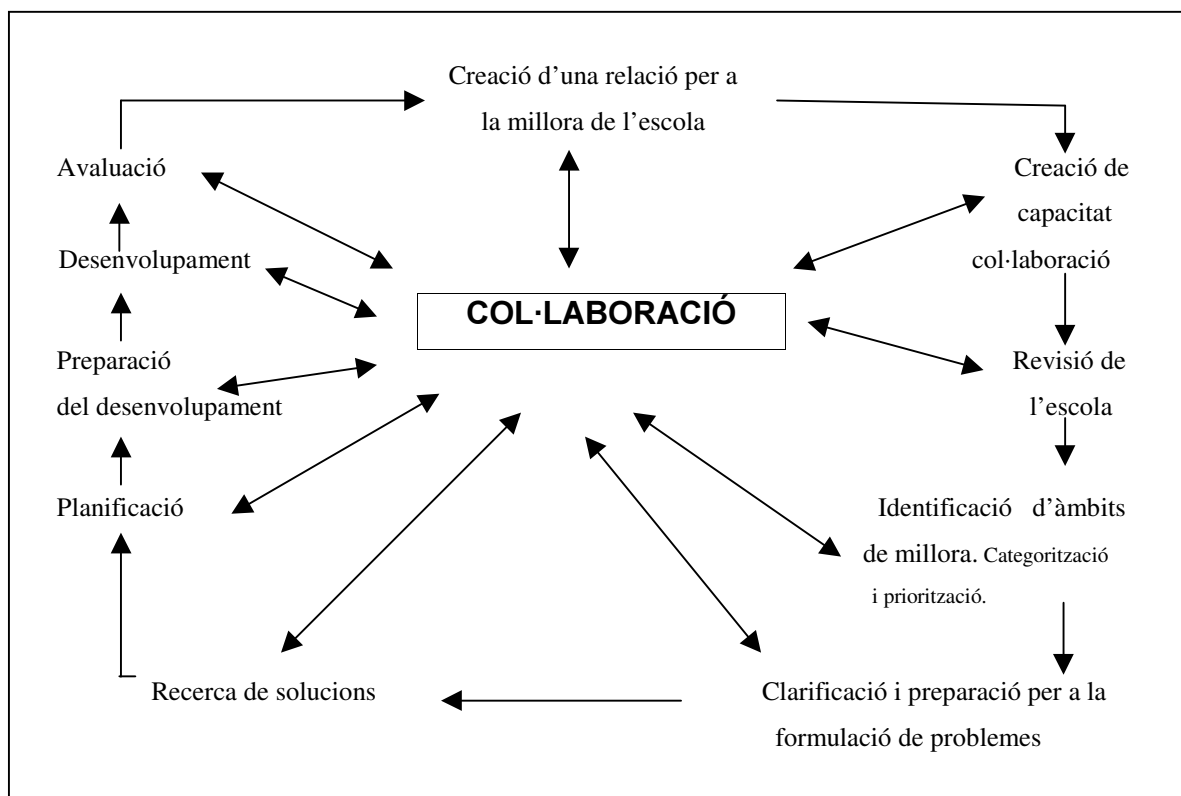 Creació d’una relació per a
la millora de l’escola
Creació de
capacitat
col·laboració
Revisió de
l’escola
Identificació d’àmbits
de millora. Categorització
i priorització.
Clarificació i preparació per a la
formulació de problemes
Recerca de solucions
Planificació
Preparació
del desenvolupament
Desenvolupament
Avaluació
COL·LABORACIÓ